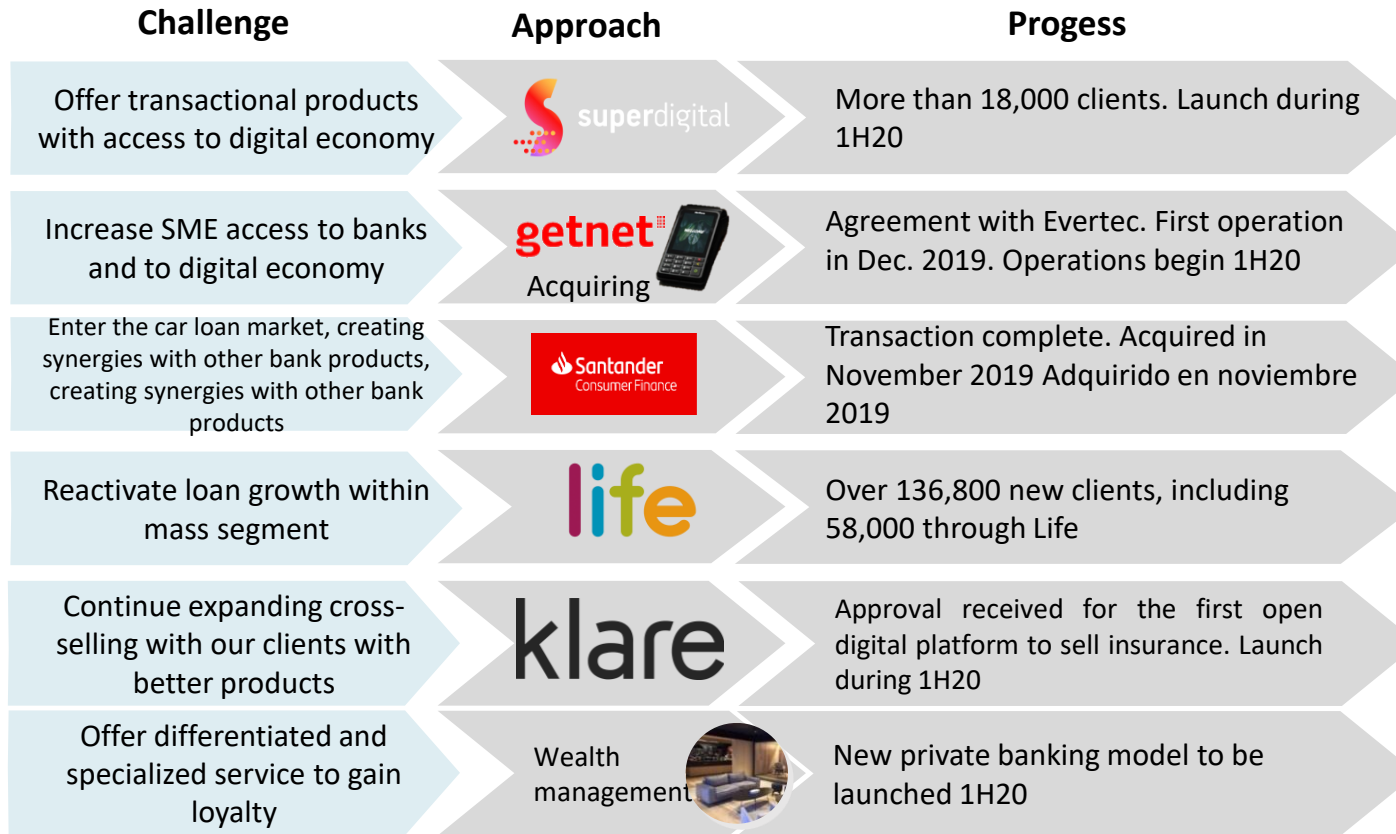 Challenge
Approach
Progess
Offer transactional products
with access to digital economy
superdigital
More than 18,000 clients. Launch during
1H20
Increase SME access to banks
and to digital economy
getnet
Acquiring
Agreement with Evertec. First operation
in Dec. 2019. Operations begin 1H20
Enter the car loan market, creating
synergies with other bank products,
creating synergies with other bank
products
Santander
Consumer Finance
Transaction complete. Acquired in
November 2019 Adquirido en noviembre
2019
Reactivate loan growth within
mass segment
life
Over 136,800 new clients, including
58,000 through Life
Continue expanding cross-
selling with our clients with
better products
klare
Approval received for the first open
digital platform to sell insurance. Launch
during 1H20
Offer differentiated and
specialized service to gain
loyalty
Wealth
management
New private banking model to be
launched 1H20